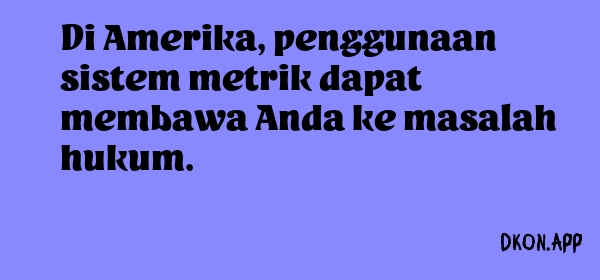 Di Amerika, penggunaan
sistem metrik dapat
membawa Anda ke masalah
hukum.
DKON.APP